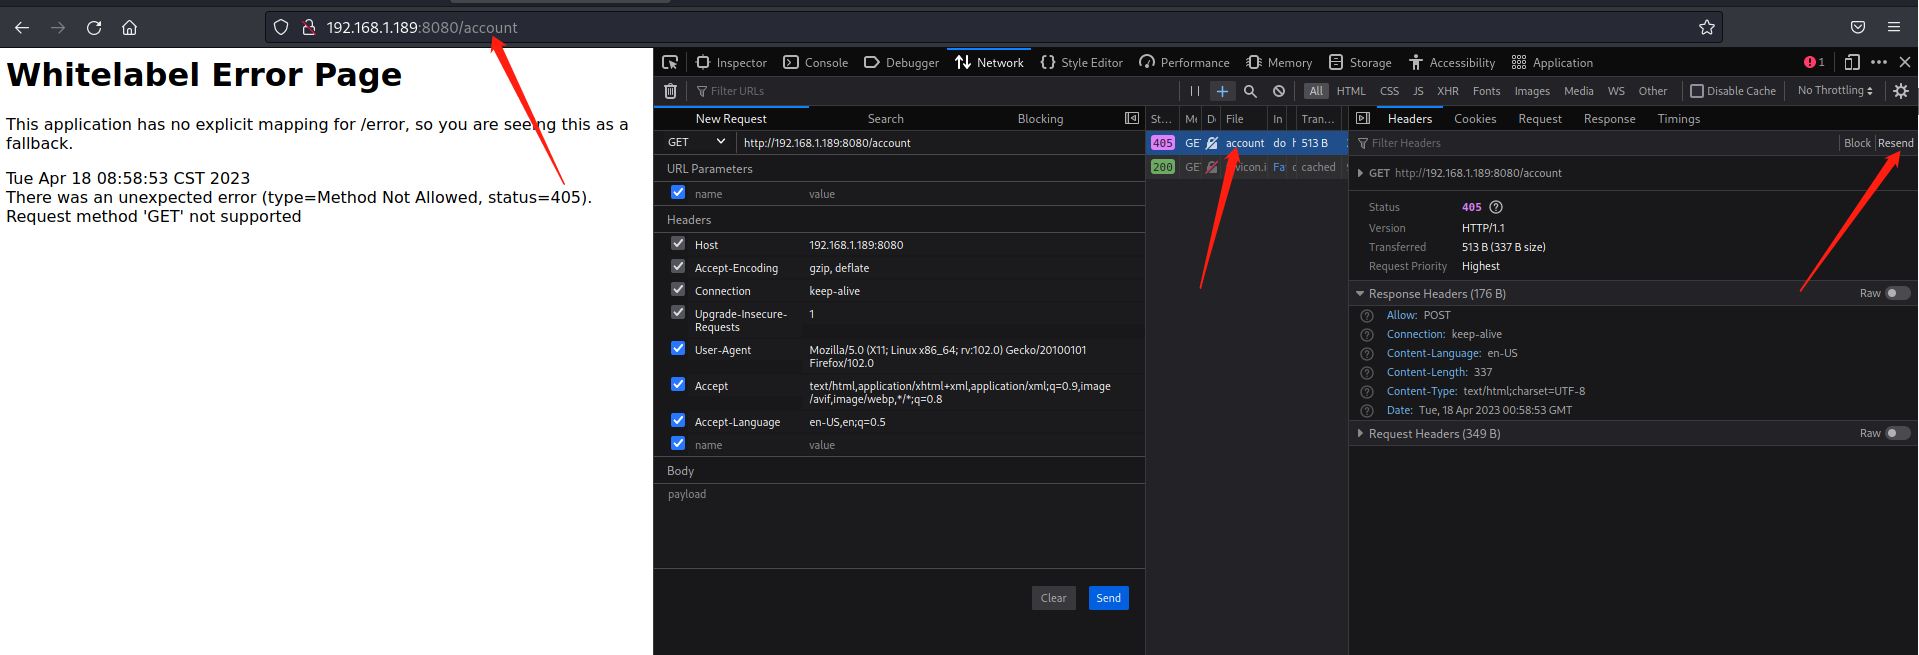 192.168.1.189:8080/account
Whitelabel Error Page
This application has no explicit mapping for /error, so you are seeing this as a
fallback.
Tue Apr 18 08:58:53 CST 2023
There was an unexpected error (type=Method Not Allowed, status=405).
Request method 'GET' not supported
Inspector Console Debugger Network {} Style Editor Performance Memory Storage Accessibility Application 1
Filter URLs All HTML CSS JS XHR Fonts Images Media WS Other Disable Cache No Throttling
New Request Search Blocking
GET http://192.168.1.189:8080/account
URL Parameters
name value
Headers
Host 192.168.1.189:8080
Accept-Encoding gzip, deflate
Connection keep-alive
Upgrade-Insecure- 1
Requests
User-Agent Mozilla/5.0 (X11; Linux x86_64; rv:102.0) Gecko/20100101
Firefox/102.0
Accept text/html,application/xhtml+xml,application/xml;q=0.9,image
/avif,image/webp,*/*;q=0.8
Accept-Language en-US,en;q=0.5
name value
Body
payload
Clear Send
St... File In Tran...
405 GE account do 513 B
200 GE cached
Headers Cookies Request Response Timings
Filter Headers Block Resend
GET http://192.168.1.189:8080/account
Status 405
Version HTTP/1.1
Transferred 513 B (337 B size)
Request Priority Highest
Response Headers (176 B) Raw
Allow: POST
Connection: keep-alive
Content-Language: en-US
Content-Length: 337
Content-Type: text/html;charset=UTF-8
Date: Tue, 18 Apr 2023 00:58:53 GMT
Request Headers (349 B) Raw